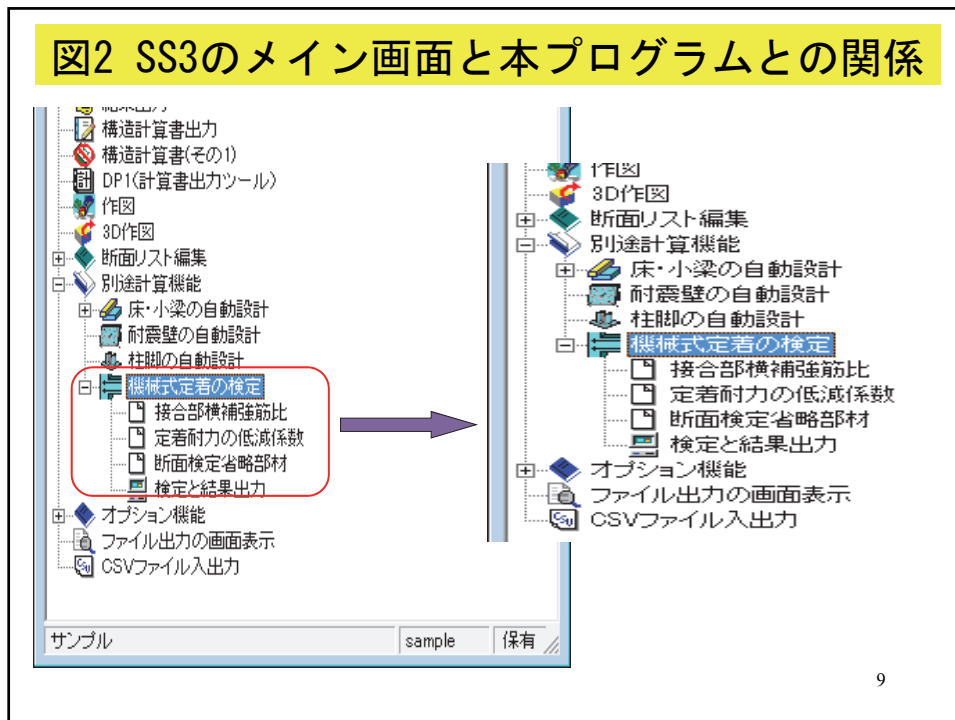 図2 SS3のメイン画面と本プログラムとの関係
構造計算書出力
構造計算書(その1)
DP1(計算書出力ツール)
作図
3D作図
断面リスト編集
別途計算機能
床・小梁の自動設計
耐震壁の自動設計
柱脚の自動設計
機械式定着の検定
接合部横補強筋比
定着耐力の低減係数
断面検定省略部材
検定と結果出力
オプション機能
ファイル出力の画面表示
CSVファイル入出力
サンプル sample 保有
作図
3D作図
断面リスト編集
別途計算機能
床・小梁の自動設計
耐震壁の自動設計
柱脚の自動設計
機械式定着の検定
接合部横補強筋比
定着耐力の低減係数
断面検定省略部材
検定と結果出力
オプション機能
ファイル出力の画面表示
CSVファイル入出力
9